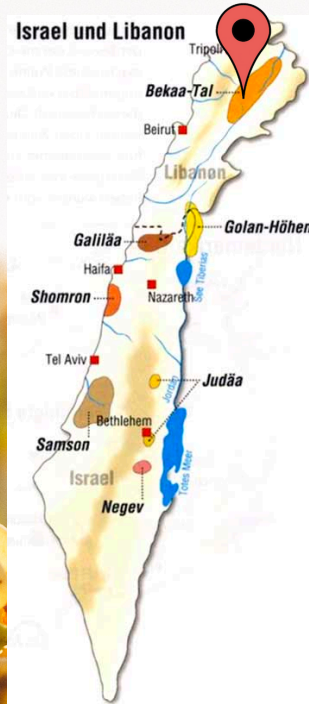 Israel und Libanon
Tripoli
Bekaa-Tal
Beirut
Libanon
Golan-Höhen
Galiläa
Haifa
See Tiberias
Shomron
Nazareth
Tel Aviv
Jordan
Judäa
Bethlehem
Samson
Israel
Totes Meer
Negev